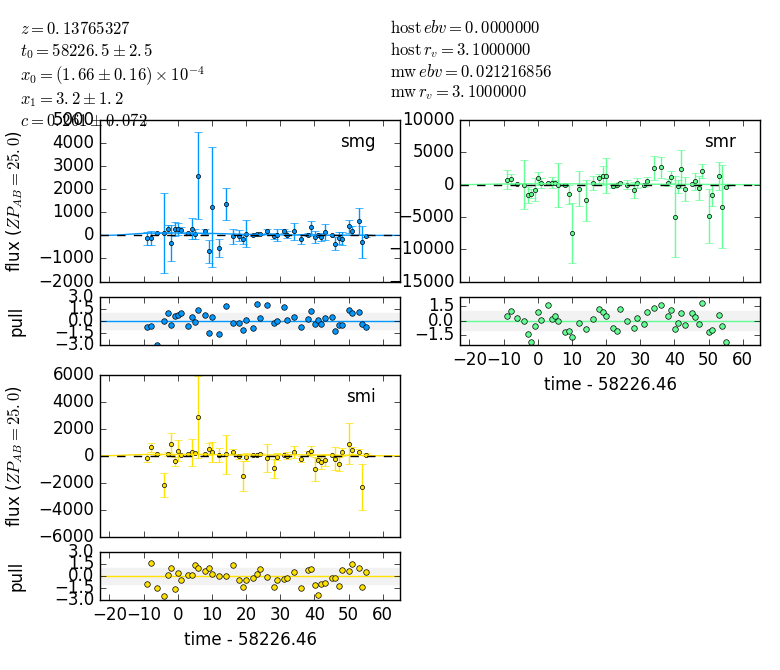 z = 0.13765327
t0 = 58226.5 ± 2.5
x0 = (1.66 ± 0.16) × 10^−4
x1 = 3.2 ± 1.2
c = 0.261 ± 0.072
host ebv = 0.0000000
host r_v = 3.1000000
mw ebv = 0.021216856
mw r_v = 3.1000000
smg
flux (ZP_AB = 25.0)
5000
4000
3000
2000
1000
0
−1000
−2000
pull
3.0
1.5
0.0
−1.5
−3.0
smr
10000
5000
0
−5000
−10000
−15000
1.5
0.0
−1.5
−20 −10 0 10 20 30 40 50 60
time - 58226.46
smi
flux (ZP_AB = 25.0)
6000
4000
2000
0
−2000
−4000
−6000
pull
3.0
1.5
0.0
−1.5
−3.0
−20 −10 0 10 20 30 40 50 60
time - 58226.46